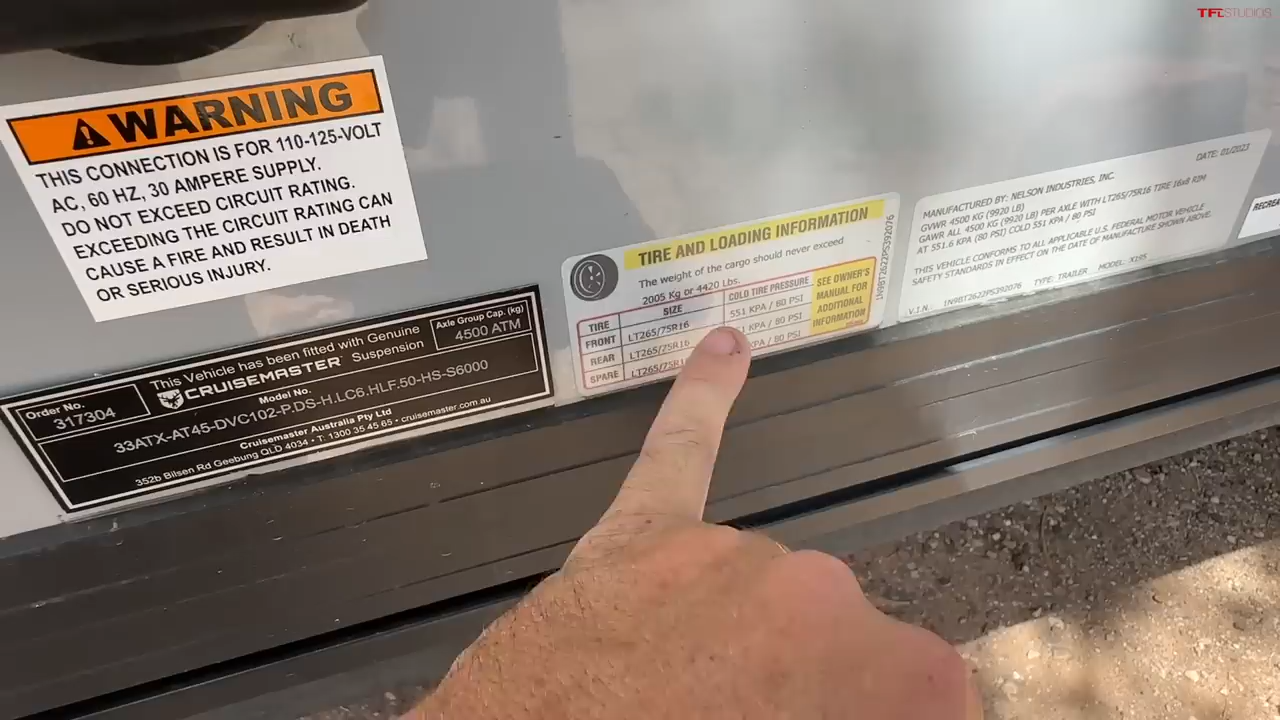 TFLSTUDIOS
WARNING
THIS CONNECTION IS FOR 110-125-VOLT
AC, 60 HZ, 30 AMPERE SUPPLY.
DO NOT EXCEED CIRCUIT RATING.
EXCEEDING THE CIRCUIT RATING CAN
CAUSE A FIRE AND RESULT IN DEATH
OR SERIOUS INJURY.
Order No.
317304
This Vehicle has been fitted with Genuine
CRUISEMASTER Suspension
Axle Group Cap. (kg)
4500 ATM
Model No.
33ATX-AT45-DVC102-P.DS-H.LC6.HLF.50-HS-S6000
Cruisemaster Australia Pty Ltd
352b Bilsen Rd Geebung QLD 4034 • T: 1300 35 45 65 • cruisemaster.com.au
TIRE AND LOADING INFORMATION
The weight of the cargo should never exceed
2005 Kg or 4420 Lbs.
TIRE SIZE COLD TIRE PRESSURE
FRONT LT265/75R16 551 KPA / 80 PSI
REAR LT265/75R16 KPA / 80 PSI
SPARE KPA / 80 PSI
SEE OWNER'S
MANUAL FOR
ADDITIONAL
INFORMATION
1N9BT2622PS392076
DATE: 01/2023
MANUFACTURED BY: NELSON INDUSTRIES, INC.
GVWR 4500 KG (9920 LB)
GAWR ALL 4500 KG (9920 LB) PER AXLE WITH LT265/75R16 TIRE 16x8 RIM
AT 551.6 KPA (80 PSI) COLD 551 KPA / 80 PSI
THIS VEHICLE CONFORMS TO ALL APPLICABLE U.S. FEDERAL MOTOR VEHICLE
SAFETY STANDARDS IN EFFECT ON THE DATE OF MANUFACTURE SHOWN ABOVE.
V.I.N.: 1N9BT2622PS392076 TYPE: TRAILER MODEL: X195